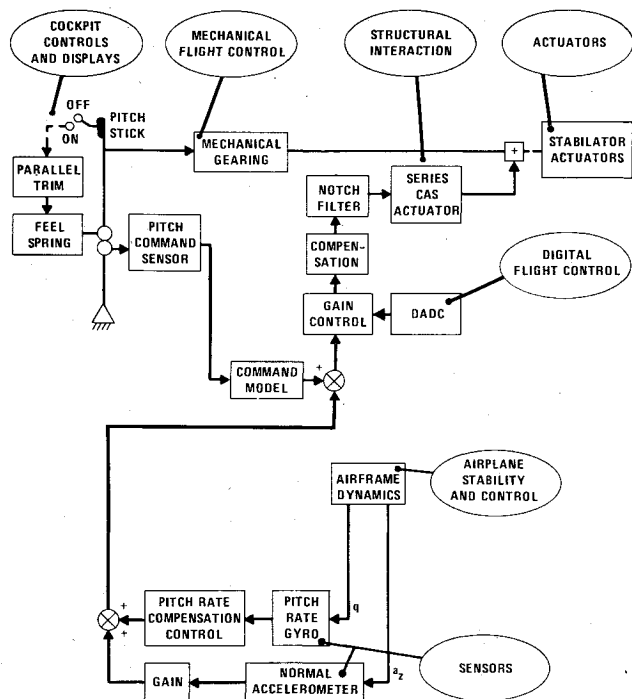 COCKPIT
CONTROLS
AND DISPLAYS
MECHANICAL
FLIGHT CONTROL
STRUCTURAL
INTERACTION
ACTUATORS
OFF
ON
PITCH
STICK
MECHANICAL
GEARING
+
STABILATOR
ACTUATORS
PARALLEL
TRIM
NOTCH
FILTER
SERIES
CAS
ACTUATOR
FEEL
SPRING
PITCH
COMMAND
SENSOR
COMPEN-
SATION
DIGITAL
FLIGHT CONTROL
GAIN
CONTROL
DADC
COMMAND
MODEL
+
AIRFRAME
DYNAMICS
AIRPLANE
STABILITY
AND CONTROL
+
+
PITCH RATE
COMPENSATION
CONTROL
PITCH
RATE
GYRO
q
GAIN
NORMAL
ACCELEROMETER
az
SENSORS